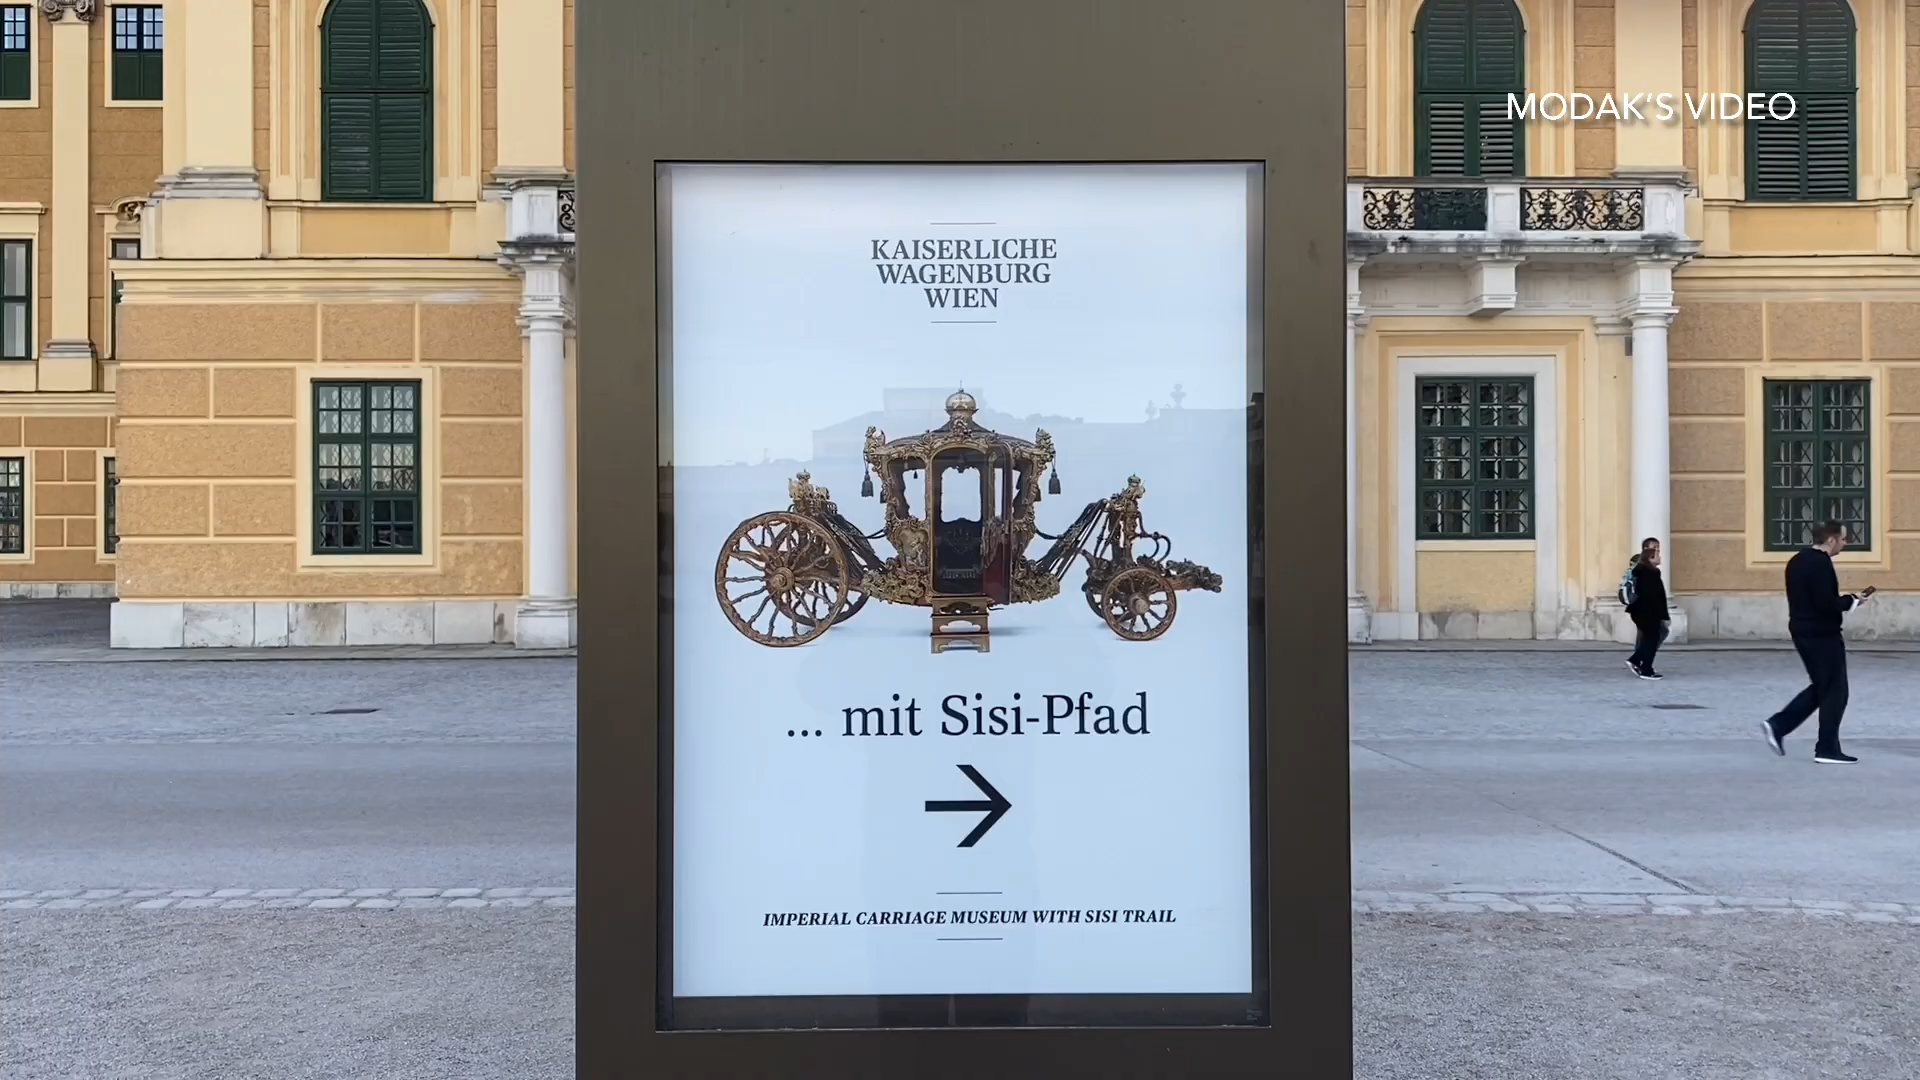 MODAK'S VIDEO
KAISERLICHE
WAGENBURG
WIEN
... mit Sisi-Pfad
IMPERIAL CARRIAGE MUSEUM WITH SISI TRAIL